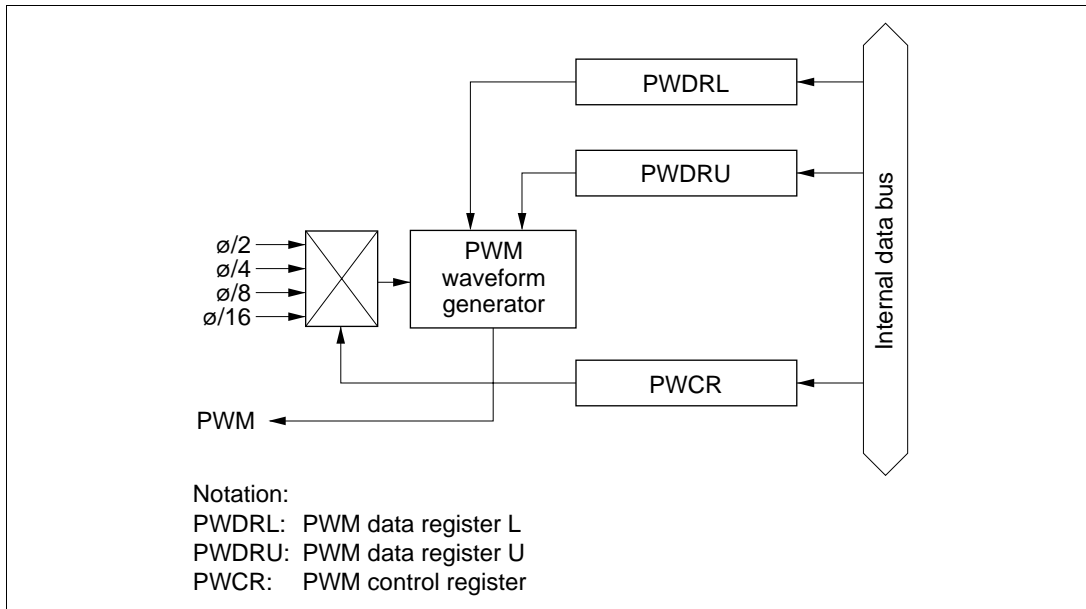 PWDRL
PWDRU
ø/2
ø/4
ø/8
ø/16
PWM
waveform
generator
PWCR
PWM
Internal data bus
Notation:
PWDRL: PWM data register L
PWDRU: PWM data register U
PWCR: PWM control register